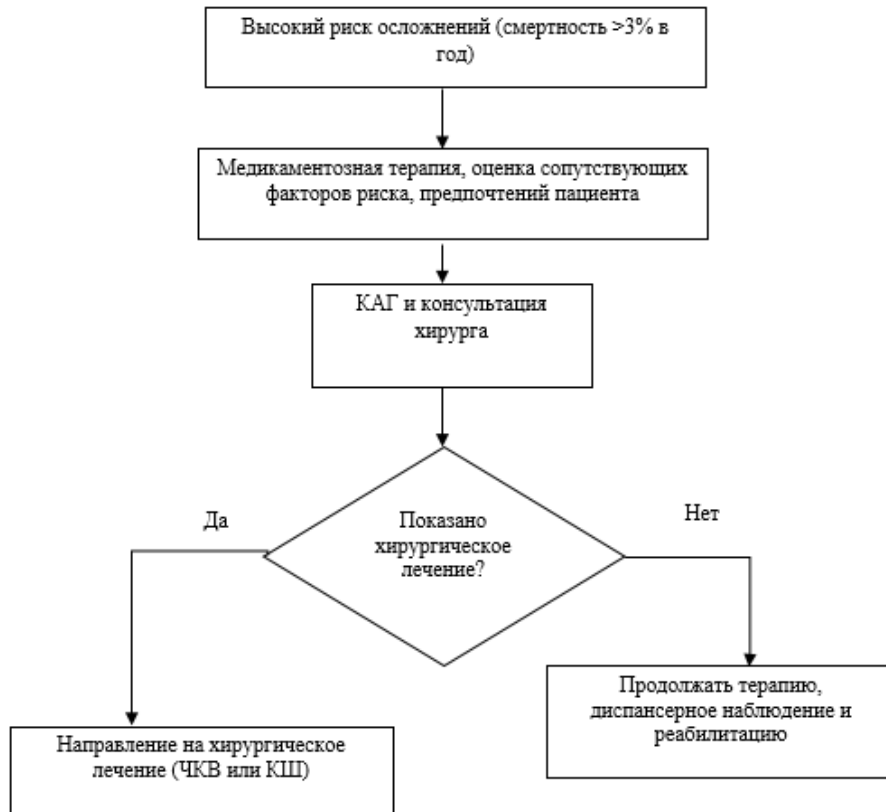 Высокий риск осложнений (смертность >3% в
год)
Медикаментозная терапия, оценка сопутствующих
факторов риска, предпочтений пациента
КАГ и консультация
хирурга
Да
Показано
хирургическое
лечение?
Нет
Направление на хирургическое
лечение (ЧКВ или КШ)
Продолжать терапию,
диспансерное наблюдение и
реабилитацию